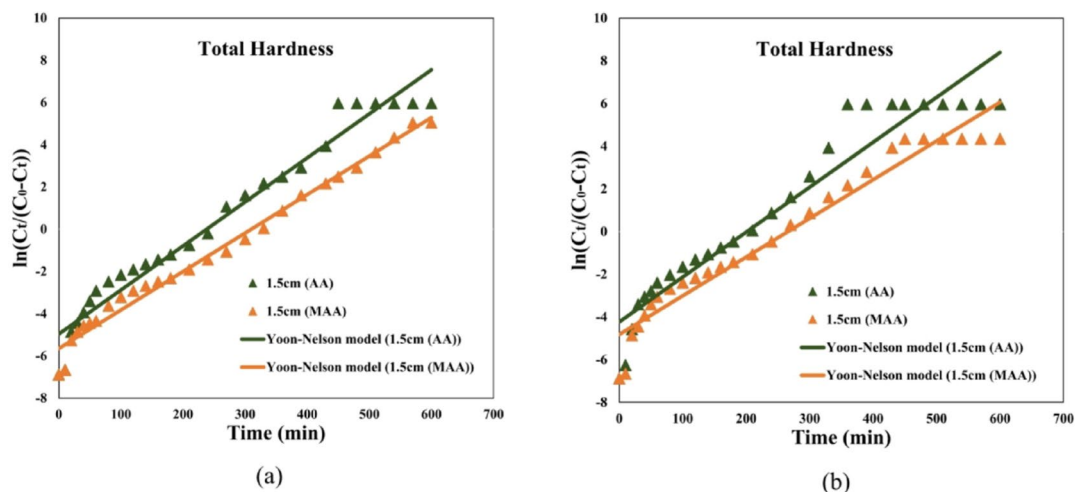 Total Hardness
ln(Ct/(C₀-Ct))
10
8
6
4
2
0
-2
-4
-6
-8
1.5cm (AA)
1.5cm (MAA)
Yoon-Nelson model (1.5cm (AA))
Yoon-Nelson model (1.5cm (MAA))
0 100 200 300 400 500 600 700
Time (min)
(a)
Total Hardness
ln(Ct/(C₀-Ct))
10
8
6
4
2
0
-2
-4
-6
-8
1.5cm (AA)
1.5cm (MAA)
Yoon-Nelson model (1.5cm (AA))
Yoon-Nelson model (1.5cm (MAA))
0 100 200 300 400 500 600 700
Time (min)
(b)